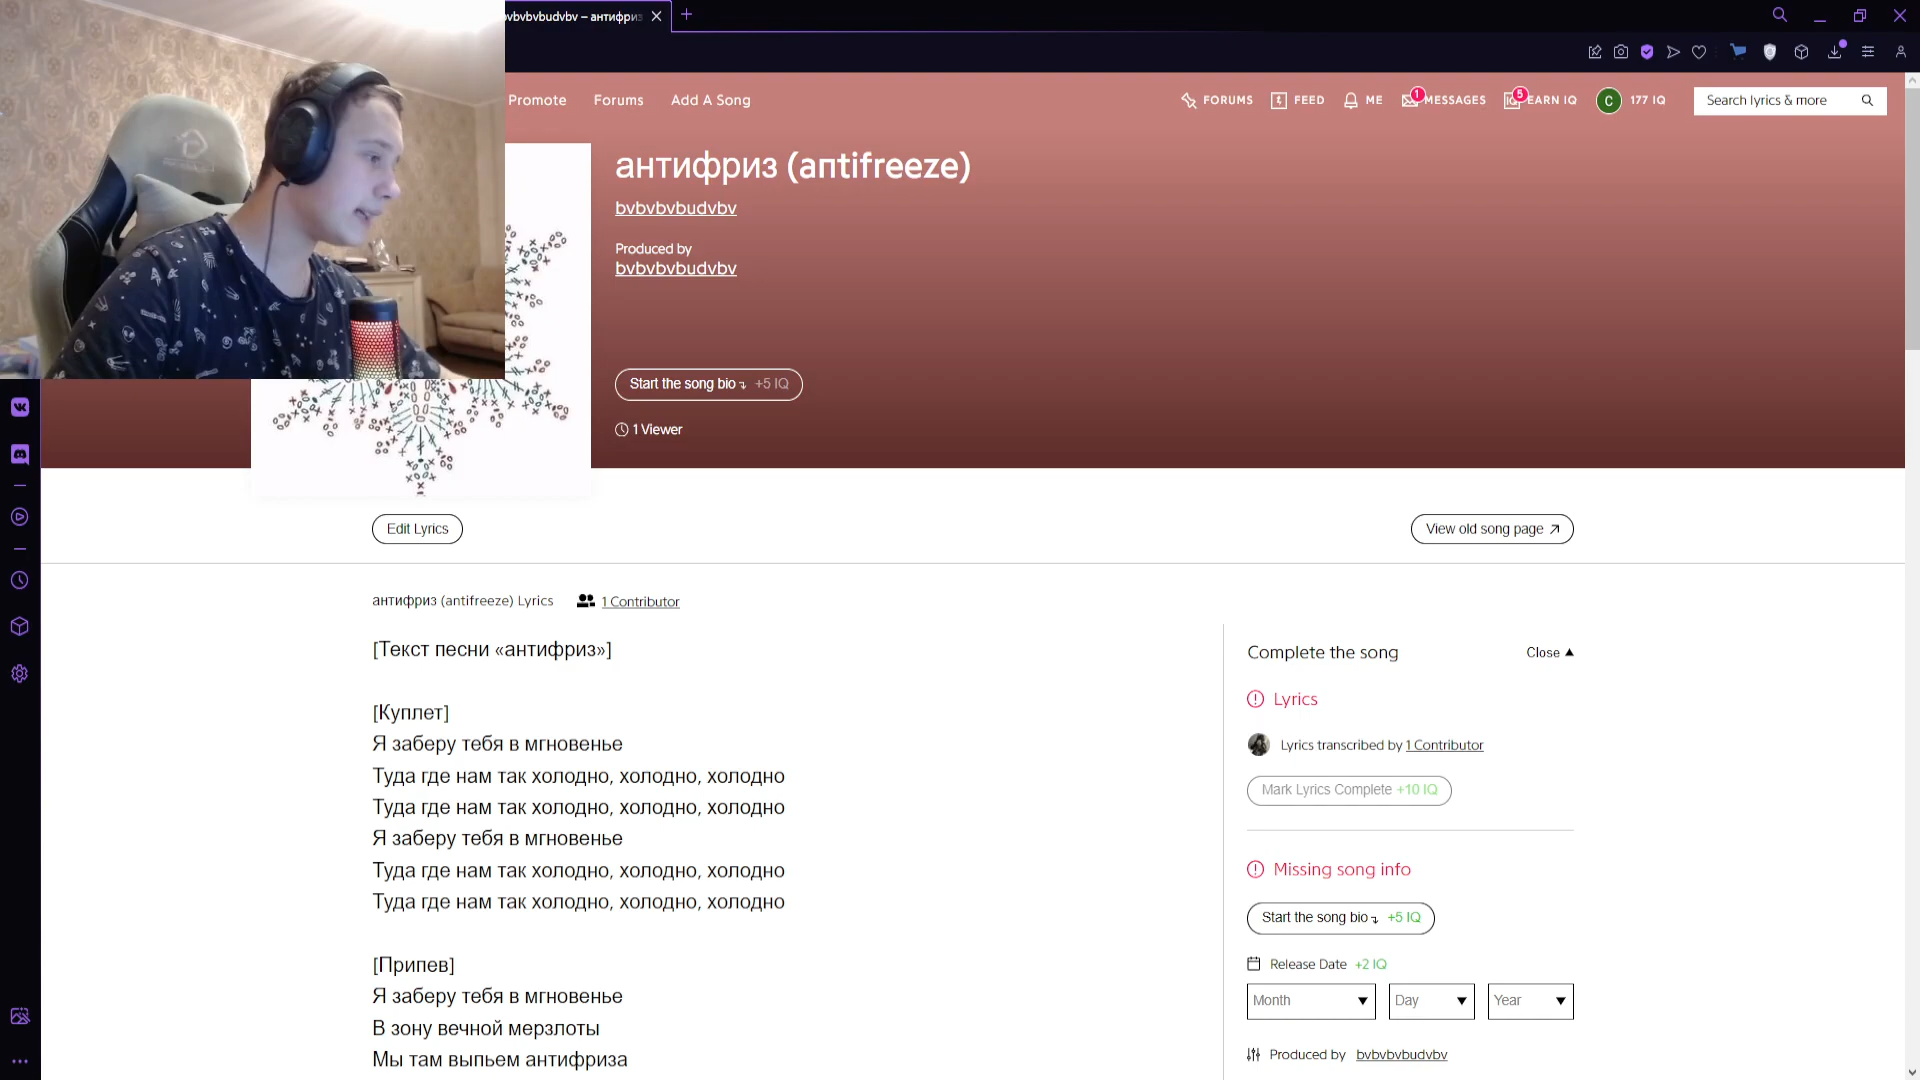 bvbvbvbudvbv – антифриз
Promote Forums Add A Song
FORUMS FEED ME 1 MESSAGES 5 EARN IQ C 177 IQ Search lyrics & more
антифриз (antifreeze)
bvbvbvbudvbv
Produced by
bvbvbvbudvbv
Start the song bio +5 IQ
1 Viewer
Edit Lyrics
View old song page
антифриз (antifreeze) Lyrics 1 Contributor
[Текст песни «антифриз»]
[Куплет]
Я заберу тебя в мгновенье
Туда где нам так холодно, холодно, холодно
Туда где нам так холодно, холодно, холодно
Я заберу тебя в мгновенье
Туда где нам так холодно, холодно, холодно
Туда где нам так холодно, холодно, холодно
[Припев]
Я заберу тебя в мгновенье
В зону вечной мерзлоты
Мы там выпьем антифриза
Complete the song Close
Lyrics
Lyrics transcribed by 1 Contributor
Mark Lyrics Complete +10 IQ
Missing song info
Start the song bio +5 IQ
Release Date +2 IQ
Month Day Year
Produced by bvbvbvbudvbv